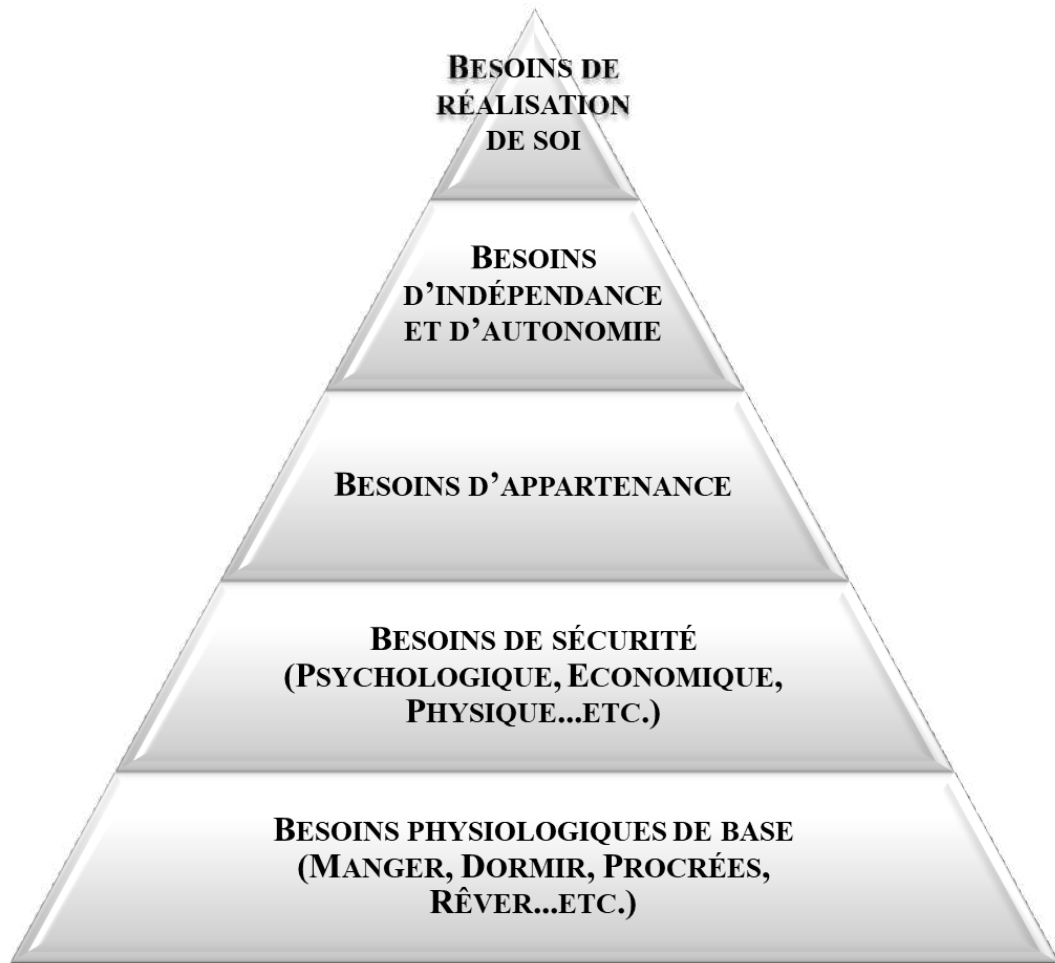 BESOINS DE
RÉALISATION
DE SOI
BESOINS
D’INDÉPENDANCE
ET D’AUTONOMIE
BESOINS D’APPARTENANCE
BESOINS DE SÉCURITÉ
(PSYCHOLOGIQUE, ECONOMIQUE,
PHYSIQUE...ETC.)
BESOINS PHYSIOLOGIQUES DE BASE
(MANGER, DORMIR, PROCRÉES,
RÊVER...ETC.)